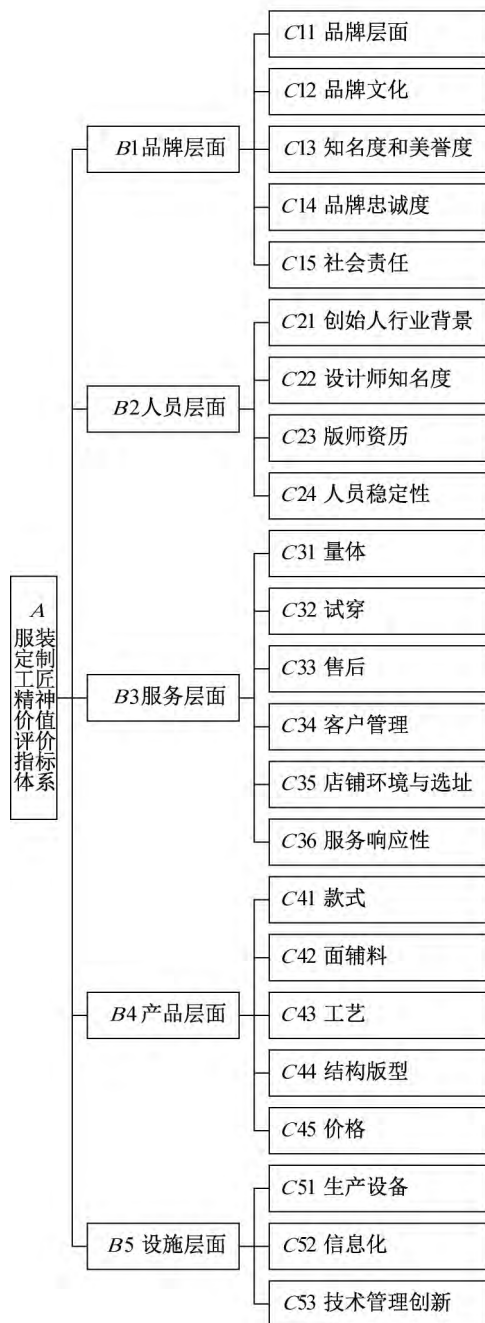 A
服装
定制
工匠
精神
价值
评价
指标
体系
B1品牌层面
C11 品牌层面
C12 品牌文化
C13 知名度和美誉度
C14 品牌忠诚度
C15 社会责任
B2人员层面
C21 创始人行业背景
C22 设计师知名度
C23 版师资历
C24 人员稳定性
B3服务层面
C31 量体
C32 试穿
C33 售后
C34 客户管理
C35 店铺环境与选址
C36 服务响应性
B4产品层面
C41 款式
C42 面辅料
C43 工艺
C44 结构版型
C45 价格
B5 设施层面
C51 生产设备
C52 信息化
C53 技术管理创新